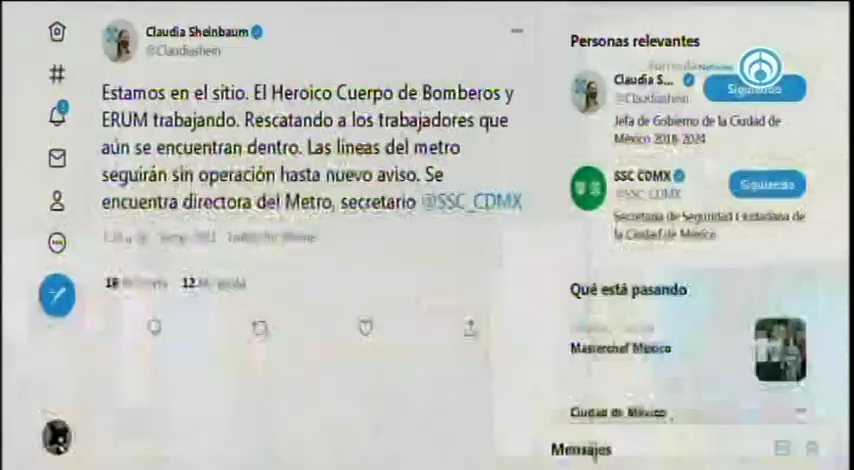 Claudia Sheinbaum
@Claudiashein
Estamos en el sitio. El Heroico Cuerpo de Bomberos y
ERUM trabajando. Rescatando a los trabajadores que
aún se encuentran dentro. Las líneas del metro
seguirán sin operación hasta nuevo aviso. Se
encuentra directora del Metro, secretario @SSC_CDMX
18
12
Personas relevantes
Claudia S...
@Claudiashein
Siguiendo
Jefa de Gobierno de la Ciudad de
México 2018-2024
SSC CDMX
@SSC_CDMX
Siguiendo
Secretaría de Seguridad Ciudadana de
la Ciudad de México
Qué está pasando
Masterchef México
Ciudad de México
Mensajes